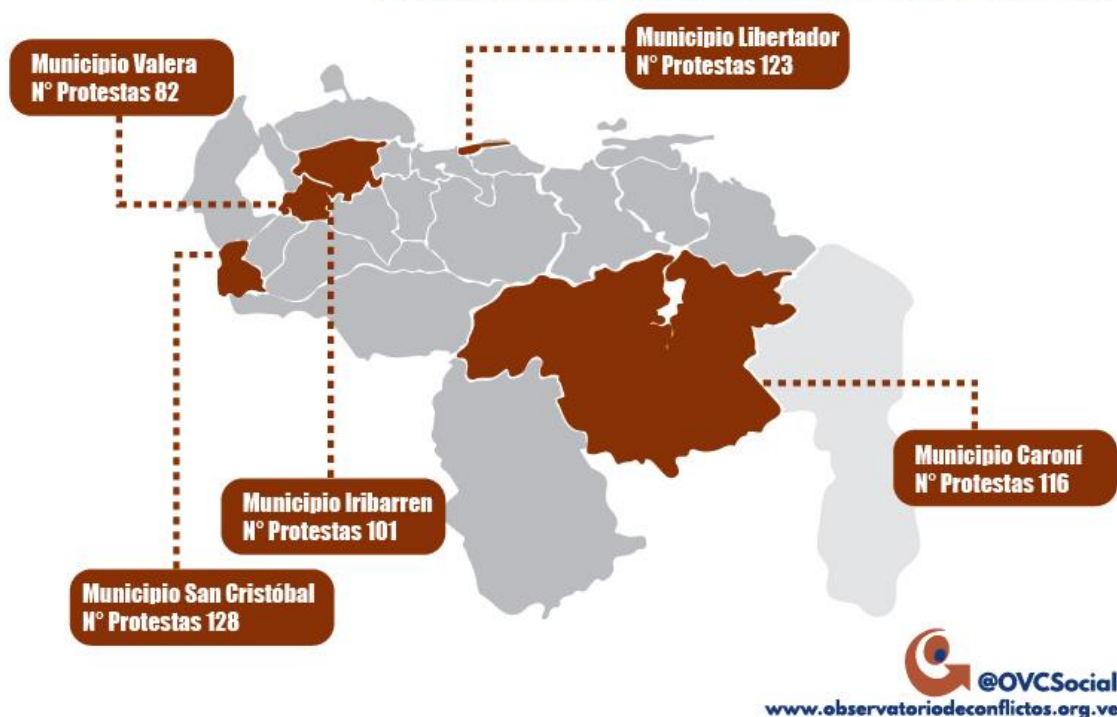 Municipio Libertador
N° Protestas 123
Municipio Valera
N° Protestas 82
Municipio Caroní
N° Protestas 116
Municipio Iribarren
N° Protestas 101
Municipio San Cristóbal
N° Protestas 128
@OVCSocial
www.observatoriodeconflictos.org.ve